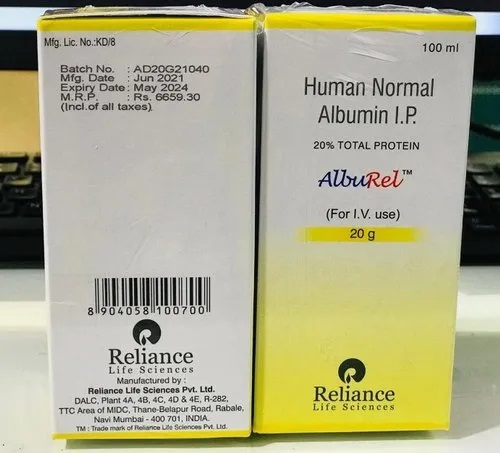 Mfg. Lic. No.:KD/8
Batch No. : AD20G21040
Mfg. Date : Jun 2021
Expiry Date : May 2024
M.R.P. : Rs. 6659.30
(Incl.of all taxes)
8 904058 100700
Reliance
Life Sciences
Manufactured by :
Reliance Life Sciences Pvt. Ltd.
DALC, Plant 4A, 4B, 4C, 4D & 4E, R-282,
TTC Area of MIDC, Thane-Belapur Road, Rabale,
Navi Mumbai - 400 701, INDIA.
TM : Trade mark of Reliance Life Sciences Pvt. Ltd.
100 ml
Human Normal
Albumin I.P.
20% TOTAL PROTEIN
AlbuRel™
(For I.V. use)
20 g
Reliance
Life Sciences